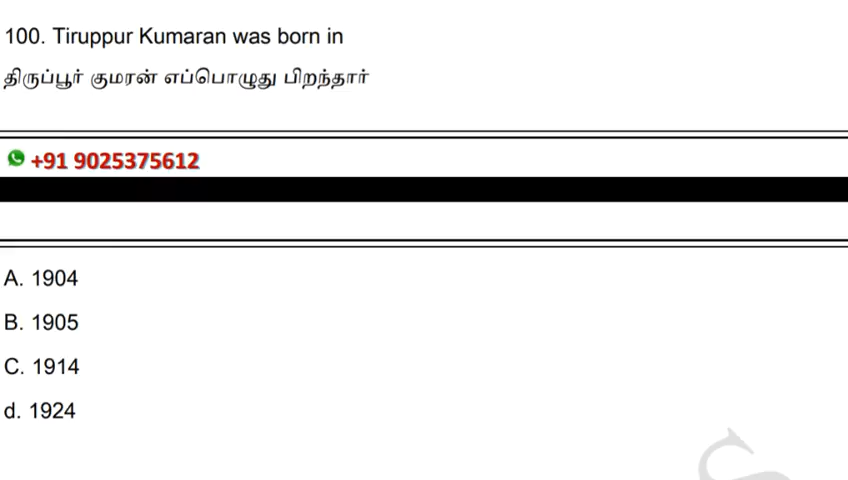 100. Tiruppur Kumaran was born in
திருப்பூர் குமரன் எப்பொழுது பிறந்தார்
+91 9025375612
A. 1904
B. 1905
C. 1914
d. 1924